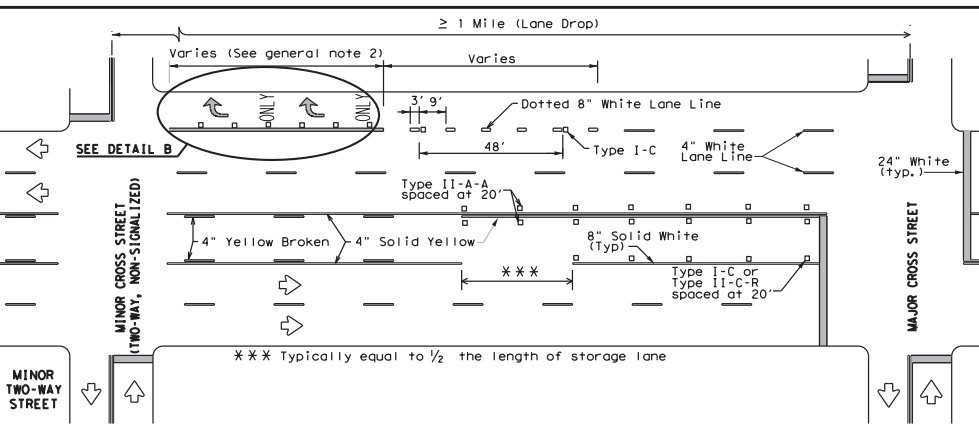 ≥ 1 Mile (Lane Drop)
Varies (See general note 2)
Varies
ONLY
ONLY
3' 9'
Dotted 8" White Lane Line
48'
Type I-C
4" White
Lane Line
24" White
(typ.)
SEE DETAIL B
Type II-A-A
spaced at 20'
4" Yellow Broken
4" Solid Yellow
8" Solid White
(Typ)
***
Type I-C or
Type II-C-R
spaced at 20'
MINOR CROSS STREET
(TWO-WAY, NON-SIGNALIZED)
MAJOR CROSS STREET
*** Typically equal to ½ the length of storage lane
MINOR
TWO-WAY
STREET